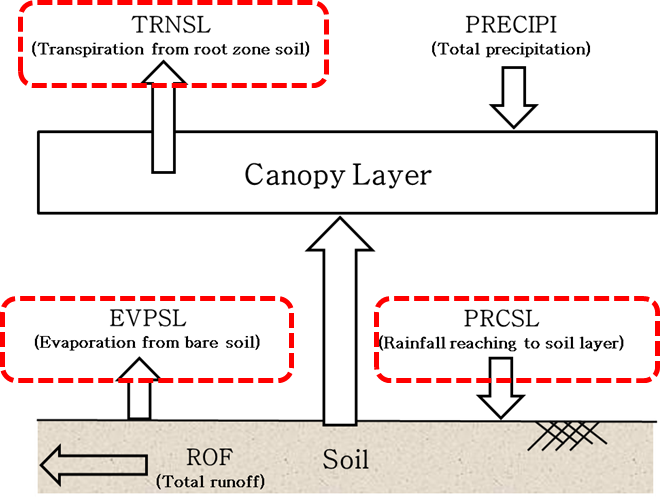 TRNSL
(Transpiration from root zone soil)
PRECIPI
(Total precipitation)
Canopy Layer
EVPSL
(Evaporation from bare soil)
PRCSL
(Rainfall reaching to soil layer)
ROF
(Total runoff)
Soil